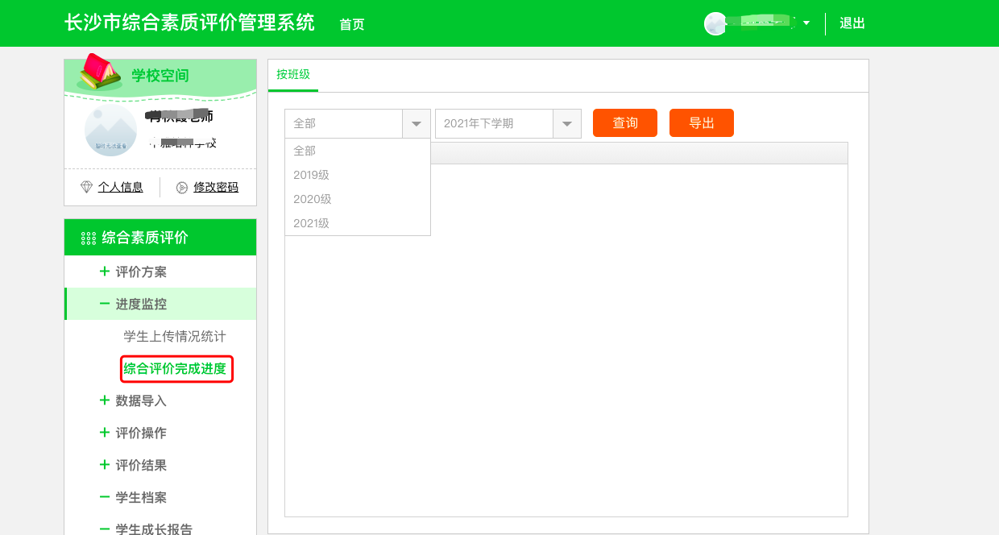 长沙市综合素质评价管理系统 首页
退出
学校空间
老师
学校
个人信息 修改密码
综合素质评价
+ 评价方案
− 进度监控
学生上传情况统计
综合评价完成进度
+ 数据导入
+ 评价操作
+ 评价结果
− 学生档案
− 学生成长报告
按班级
全部 2021年下学期 查询 导出
全部
2019级
2020级
2021级